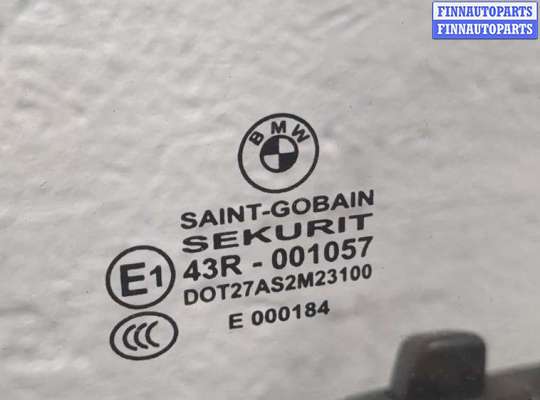 FINNAUTOPARTS
FINNAUTOPARTS
BMW
SAINT-GOBAIN
SEKURIT
E1 43R - 001057
DOT27AS2M23100
CCC E 000184